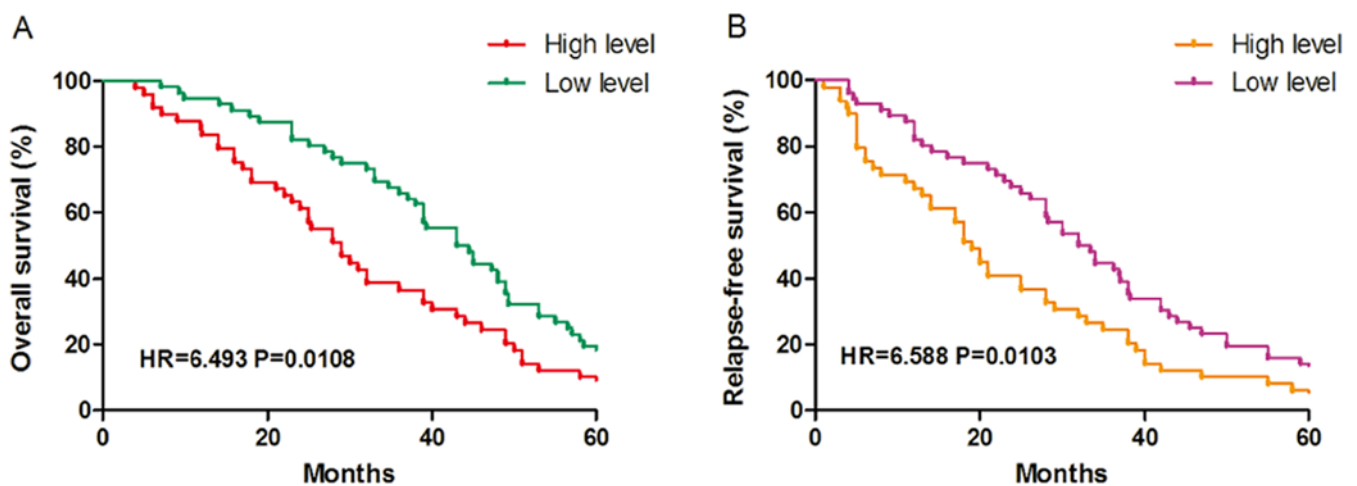 A
High level
Low level
Overall survival (%)
100
80
60
40
20
0
HR=6.493 P=0.0108
0 20 40 60
Months
B
High level
Low level
Relapse-free survival (%)
100
80
60
40
20
0
HR=6.588 P=0.0103
0 20 40 60
Months